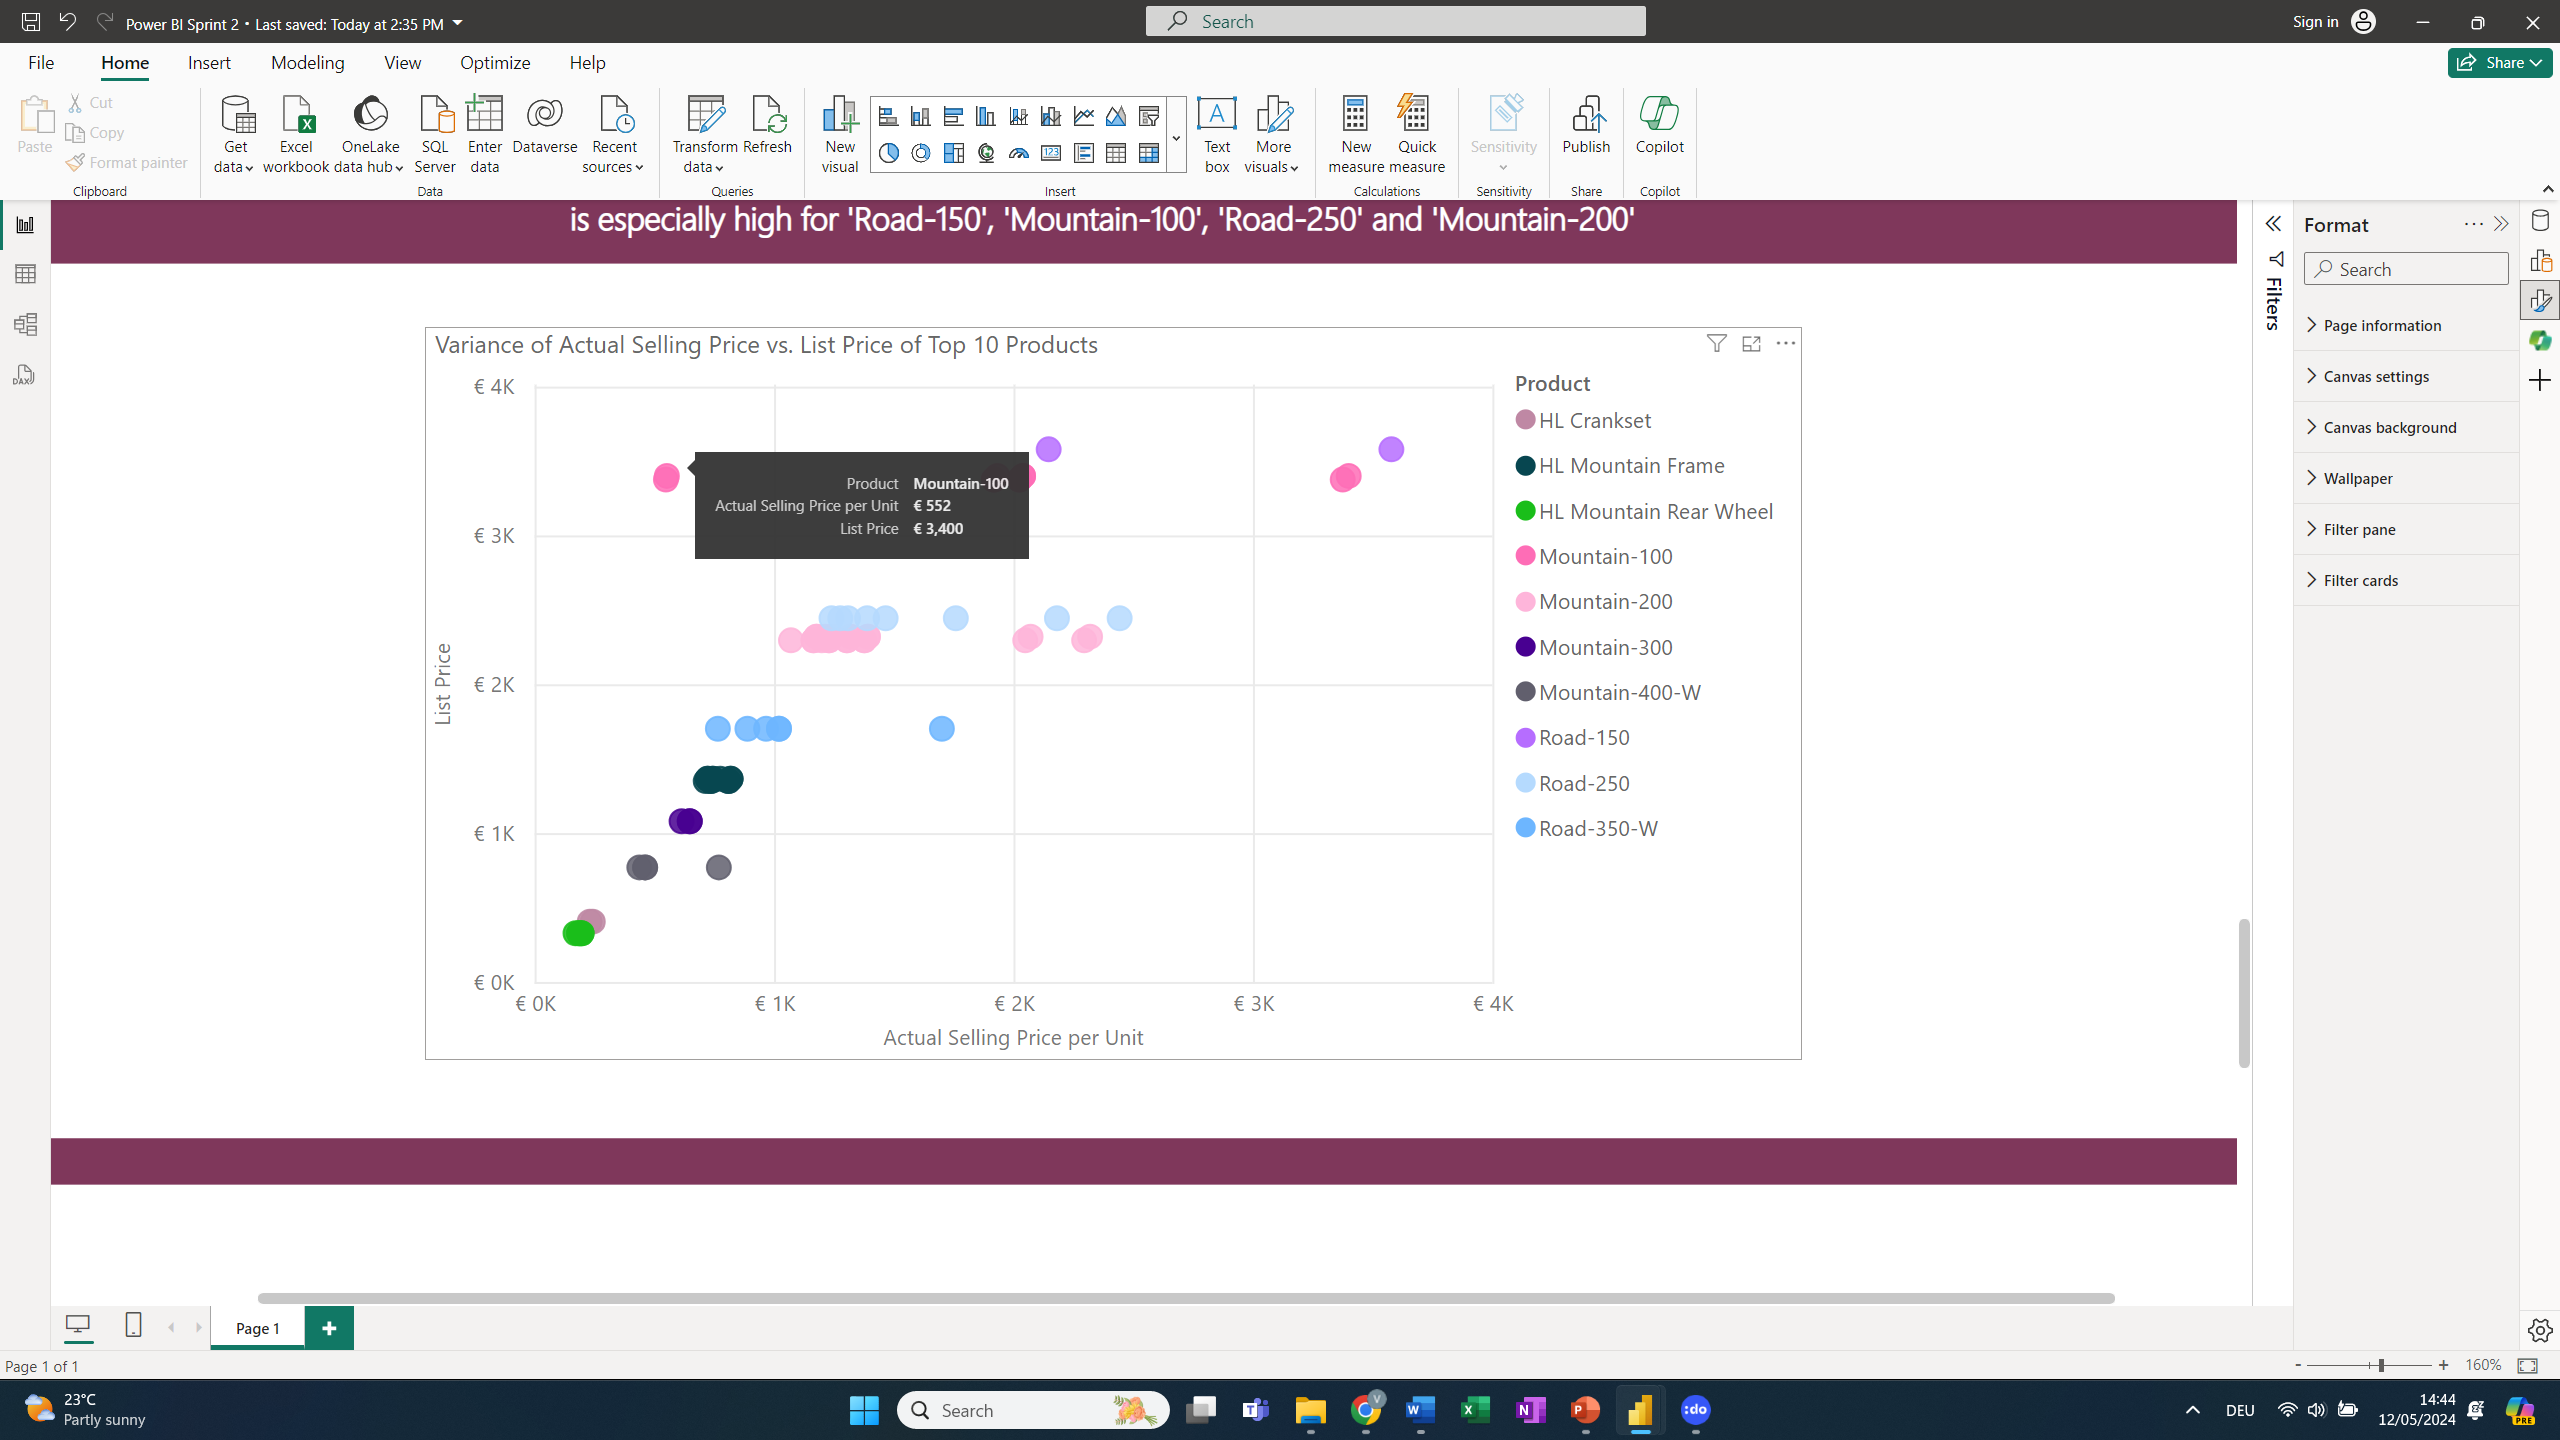 Power BI Sprint 2 • Last saved: Today at 2:35 PM
Search
Sign in
File Home Insert Modeling View Optimize Help
Share
Paste
Cut
Copy
Format painter
Clipboard
Get data
Excel workbook
OneLake data hub
SQL Server
Enter data
Dataverse
Recent sources
Data
Transform data
Refresh
Queries
New visual
Text box
More visuals
Insert
New measure
Quick measure
Calculations
Sensitivity
Sensitivity
Publish
Share
Copilot
Copilot
is especially high for 'Road-150', 'Mountain-100', 'Road-250' and 'Mountain-200'
Variance of Actual Selling Price vs. List Price of Top 10 Products
€ 4K
€ 3K
€ 2K
€ 1K
€ 0K
List Price
€ 0K € 1K € 2K € 3K € 4K
Actual Selling Price per Unit
Product Mountain-100
Actual Selling Price per Unit € 552
List Price € 3,400
Product
HL Crankset
HL Mountain Frame
HL Mountain Rear Wheel
Mountain-100
Mountain-200
Mountain-300
Mountain-400-W
Road-150
Road-250
Road-350-W
Filters
Format
Search
Page information
Canvas settings
Canvas background
Wallpaper
Filter pane
Filter cards
DAX
Page 1
Page 1 of 1
- + 160%
23°C
Partly sunny
Search
:do
DEU
14:44
12/05/2024
PRE